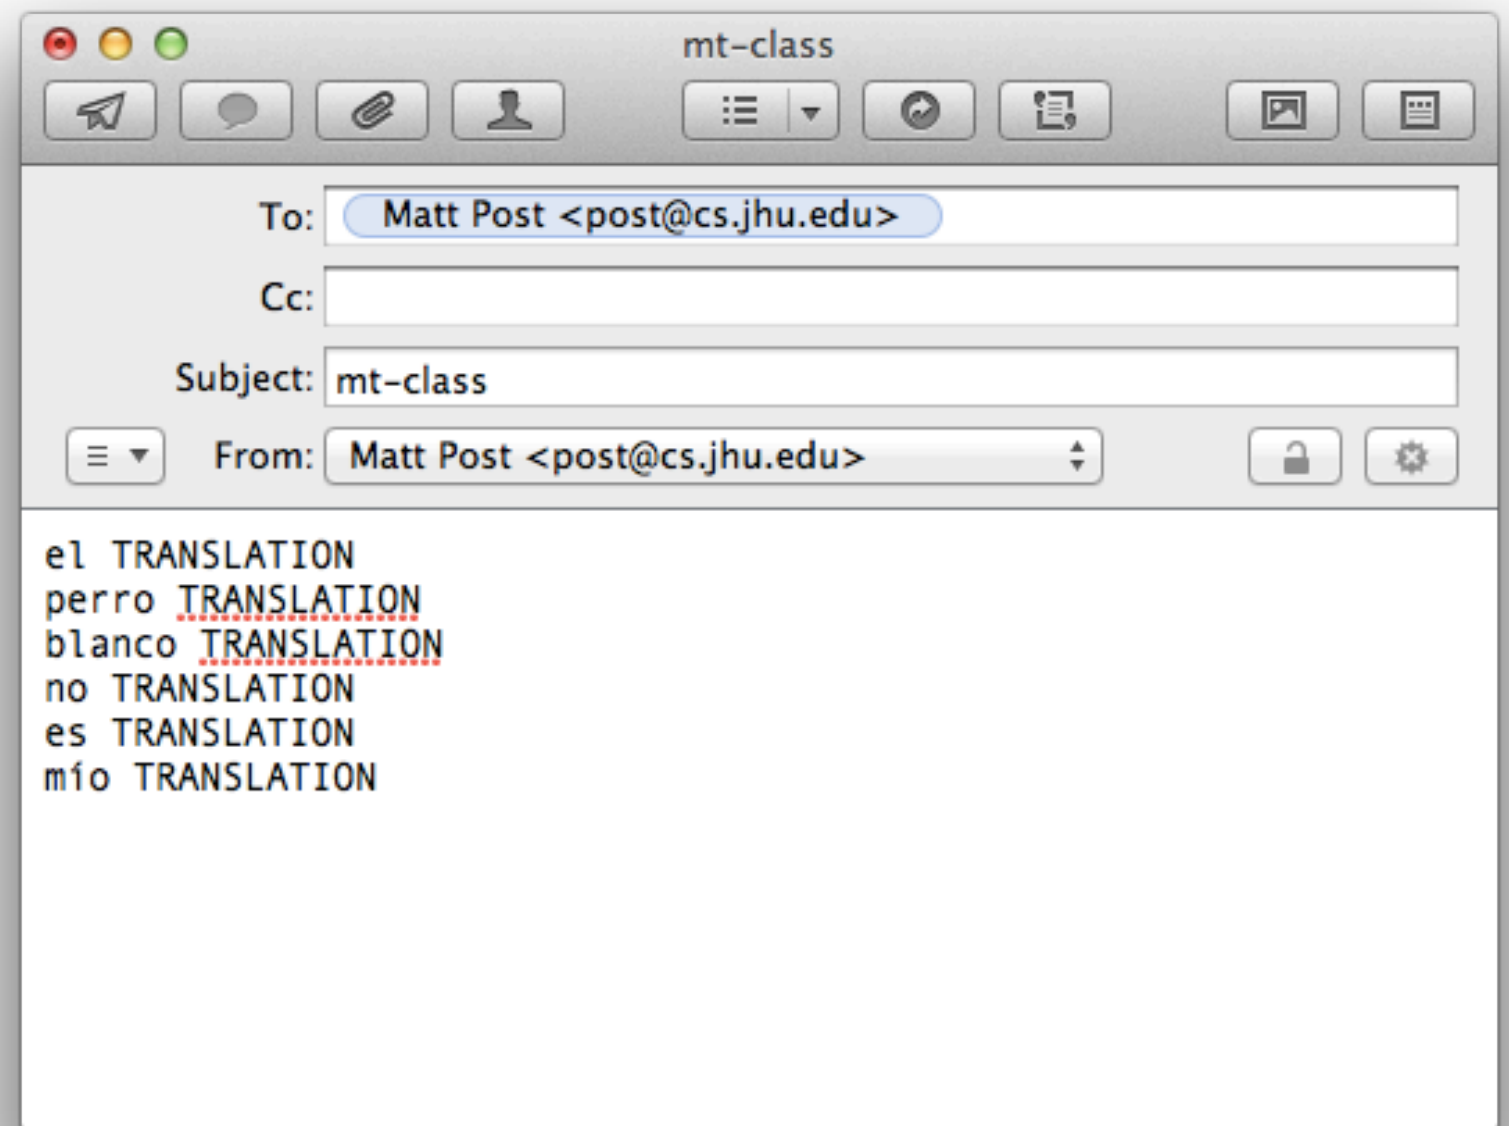 mt-class
To: Matt Post <post@cs.jhu.edu>
Cc:
Subject: mt-class
From: Matt Post <post@cs.jhu.edu>
el TRANSLATION
perro TRANSLATION
blanco TRANSLATION
no TRANSLATION
es TRANSLATION
mío TRANSLATION